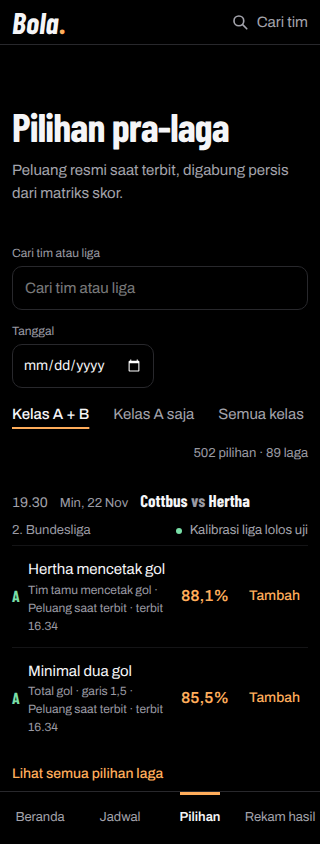 Bola.
Cari tim
Pilihan pra-laga
Peluang resmi saat terbit, digabung persis
dari matriks skor.
Cari tim atau liga
Cari tim atau liga
Tanggal
mm/dd/yyyy
Kelas A + B Kelas A saja Semua kelas
502 pilihan · 89 laga
19.30 Min, 22 Nov Cottbus vs Hertha
2. Bundesliga Kalibrasi liga lolos uji
Hertha mencetak gol
A Tim tamu mencetak gol · 88,1% Tambah
Peluang saat terbit · terbit
16.34
Minimal dua gol
A Total gol · garis 1,5 · 85,5% Tambah
Peluang saat terbit · terbit
16.34
Lihat semua pilihan laga
Beranda Jadwal Pilihan Rekam hasil